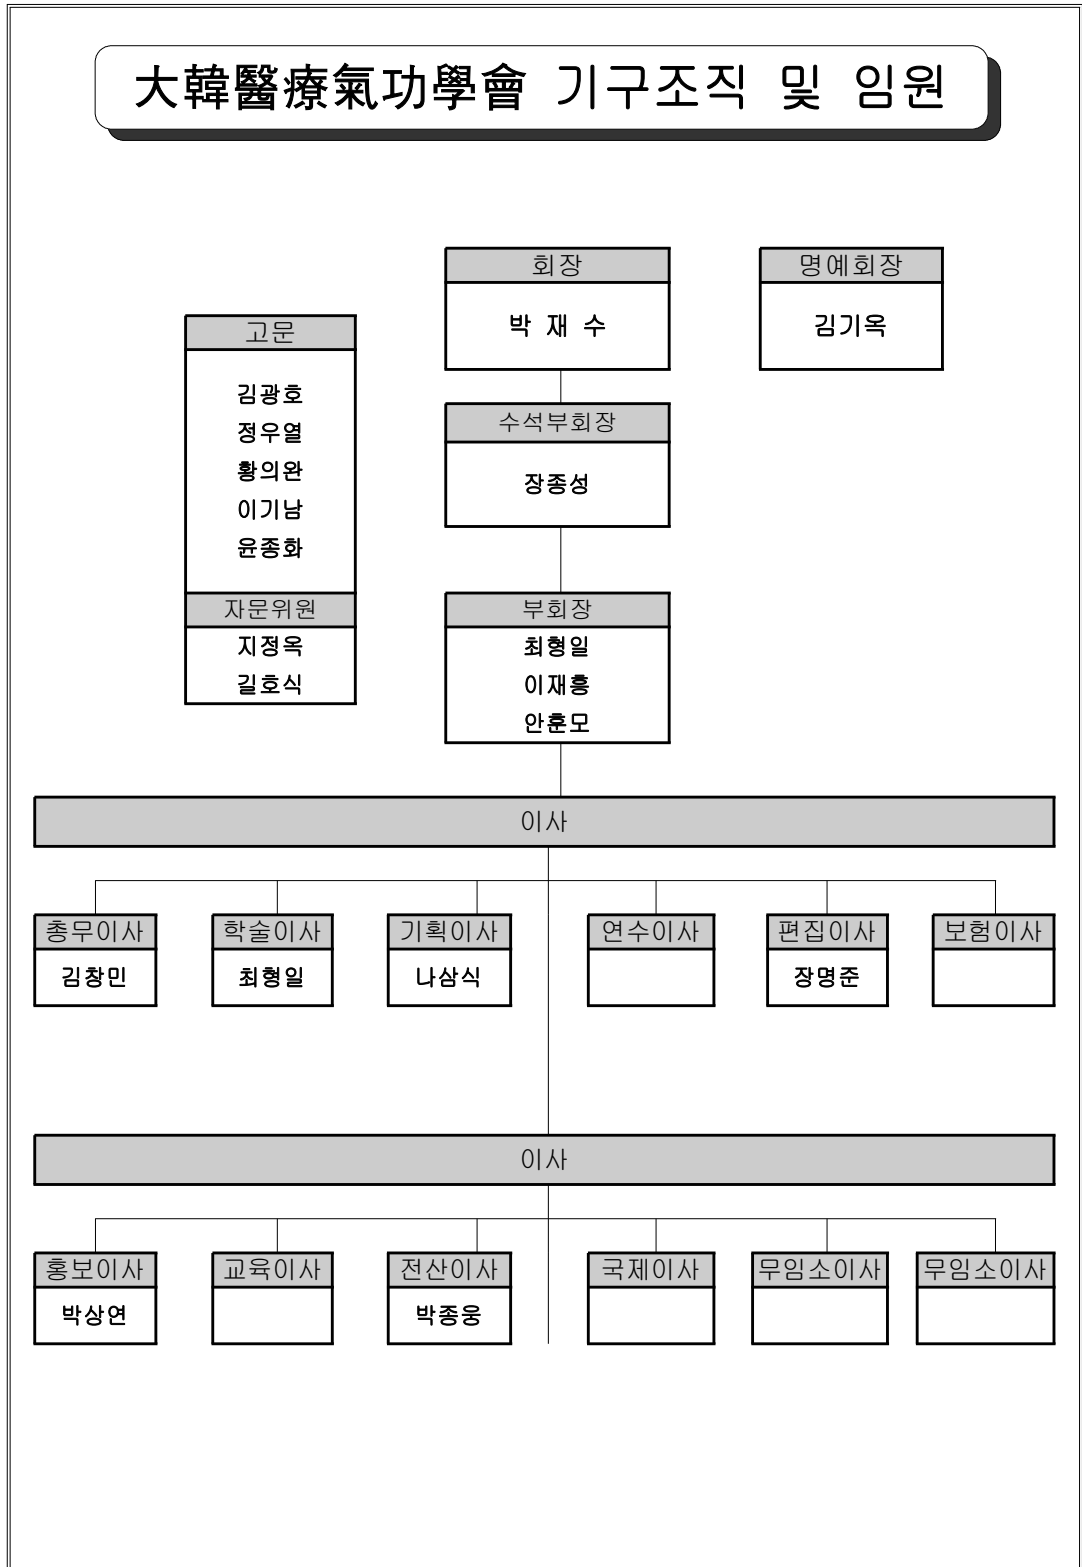 大韓醫療氣功學會 기구조직 및 임원
회장
박 재 수
명예회장
김기옥
고문
김광호
정우열
황의완
이기남
윤종화
자문위원
지정옥
길호식
수석부회장
장종성
부회장
최형일
이재흥
안훈모
이사
총무이사
김창민
학술이사
최형일
기획이사
나삼식
연수이사
편집이사
장명준
보험이사
이사
홍보이사
박상연
교육이사
전산이사
박종웅
국제이사
무임소이사
무임소이사